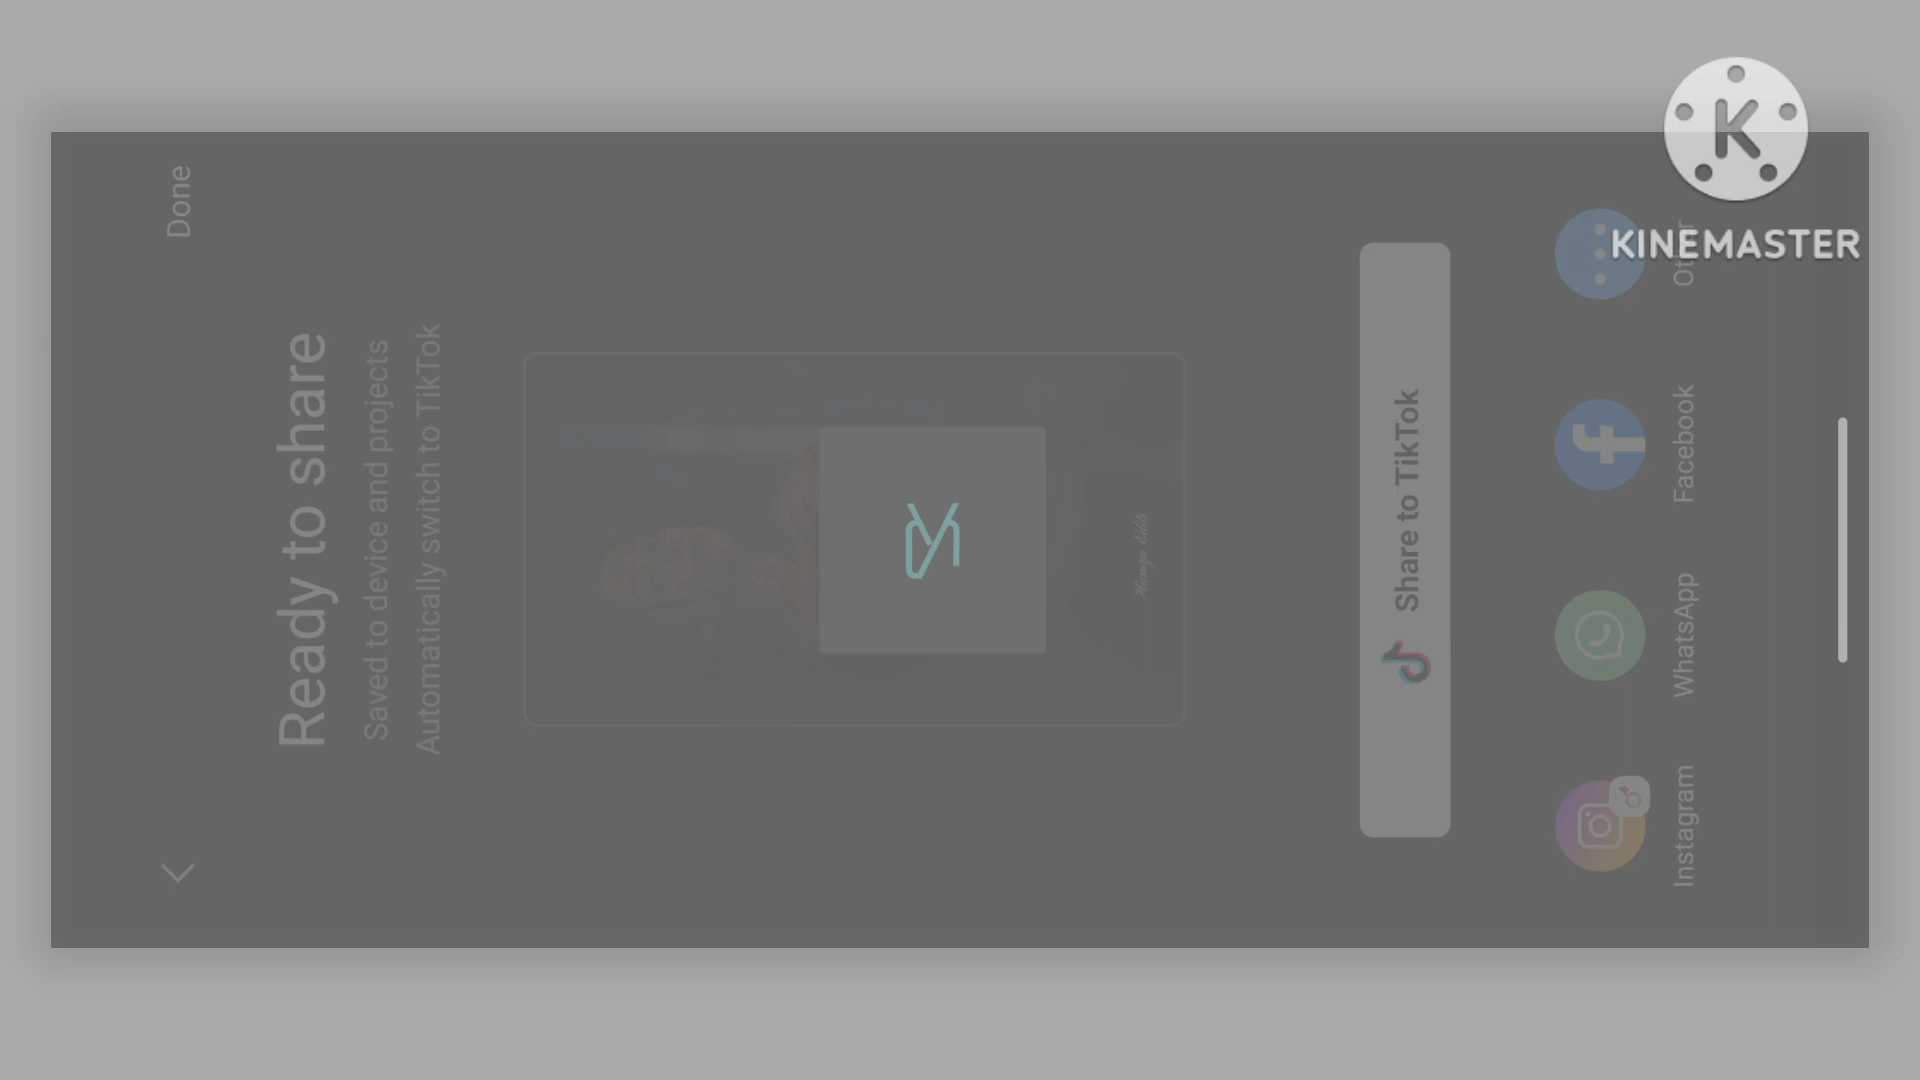 Done
Ready to share
Saved to device and projects
Automatically switch to TikTok
Share to TikTok
Instagram
WhatsApp
Facebook
KINEMASTER